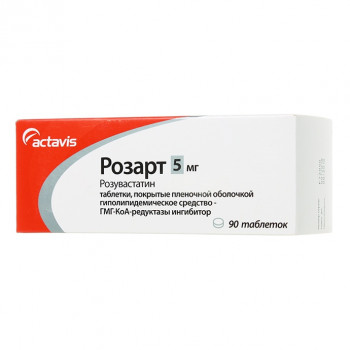 actavis
Розарт 5 мг
Розувастатин
таблетки, покрытые пленочной оболочкой
гиполипидемическое средство -
ГМГ-КоА-редуктазы ингибитор
90 таблеток